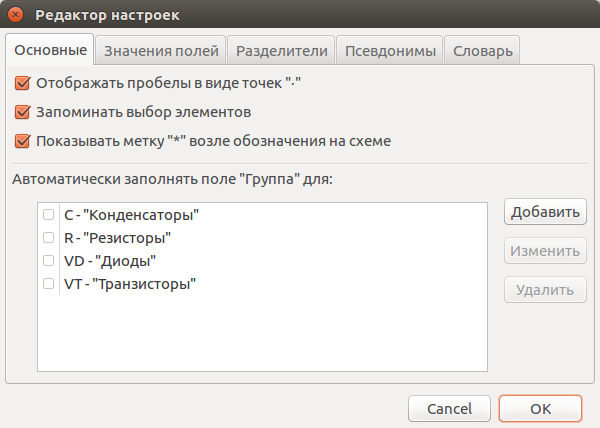 Редактор настроек
Основные Значения полей Разделители Псевдонимы Словарь
Отображать пробелы в виде точек "·"
Запоминать выбор элементов
Показывать метку "*" возле обозначения на схеме
Автоматически заполнять поле "Группа" для:
C - "Конденсаторы"
R - "Резисторы"
VD - "Диоды"
VT - "Транзисторы"
Добавить
Изменить
Удалить
Cancel OK